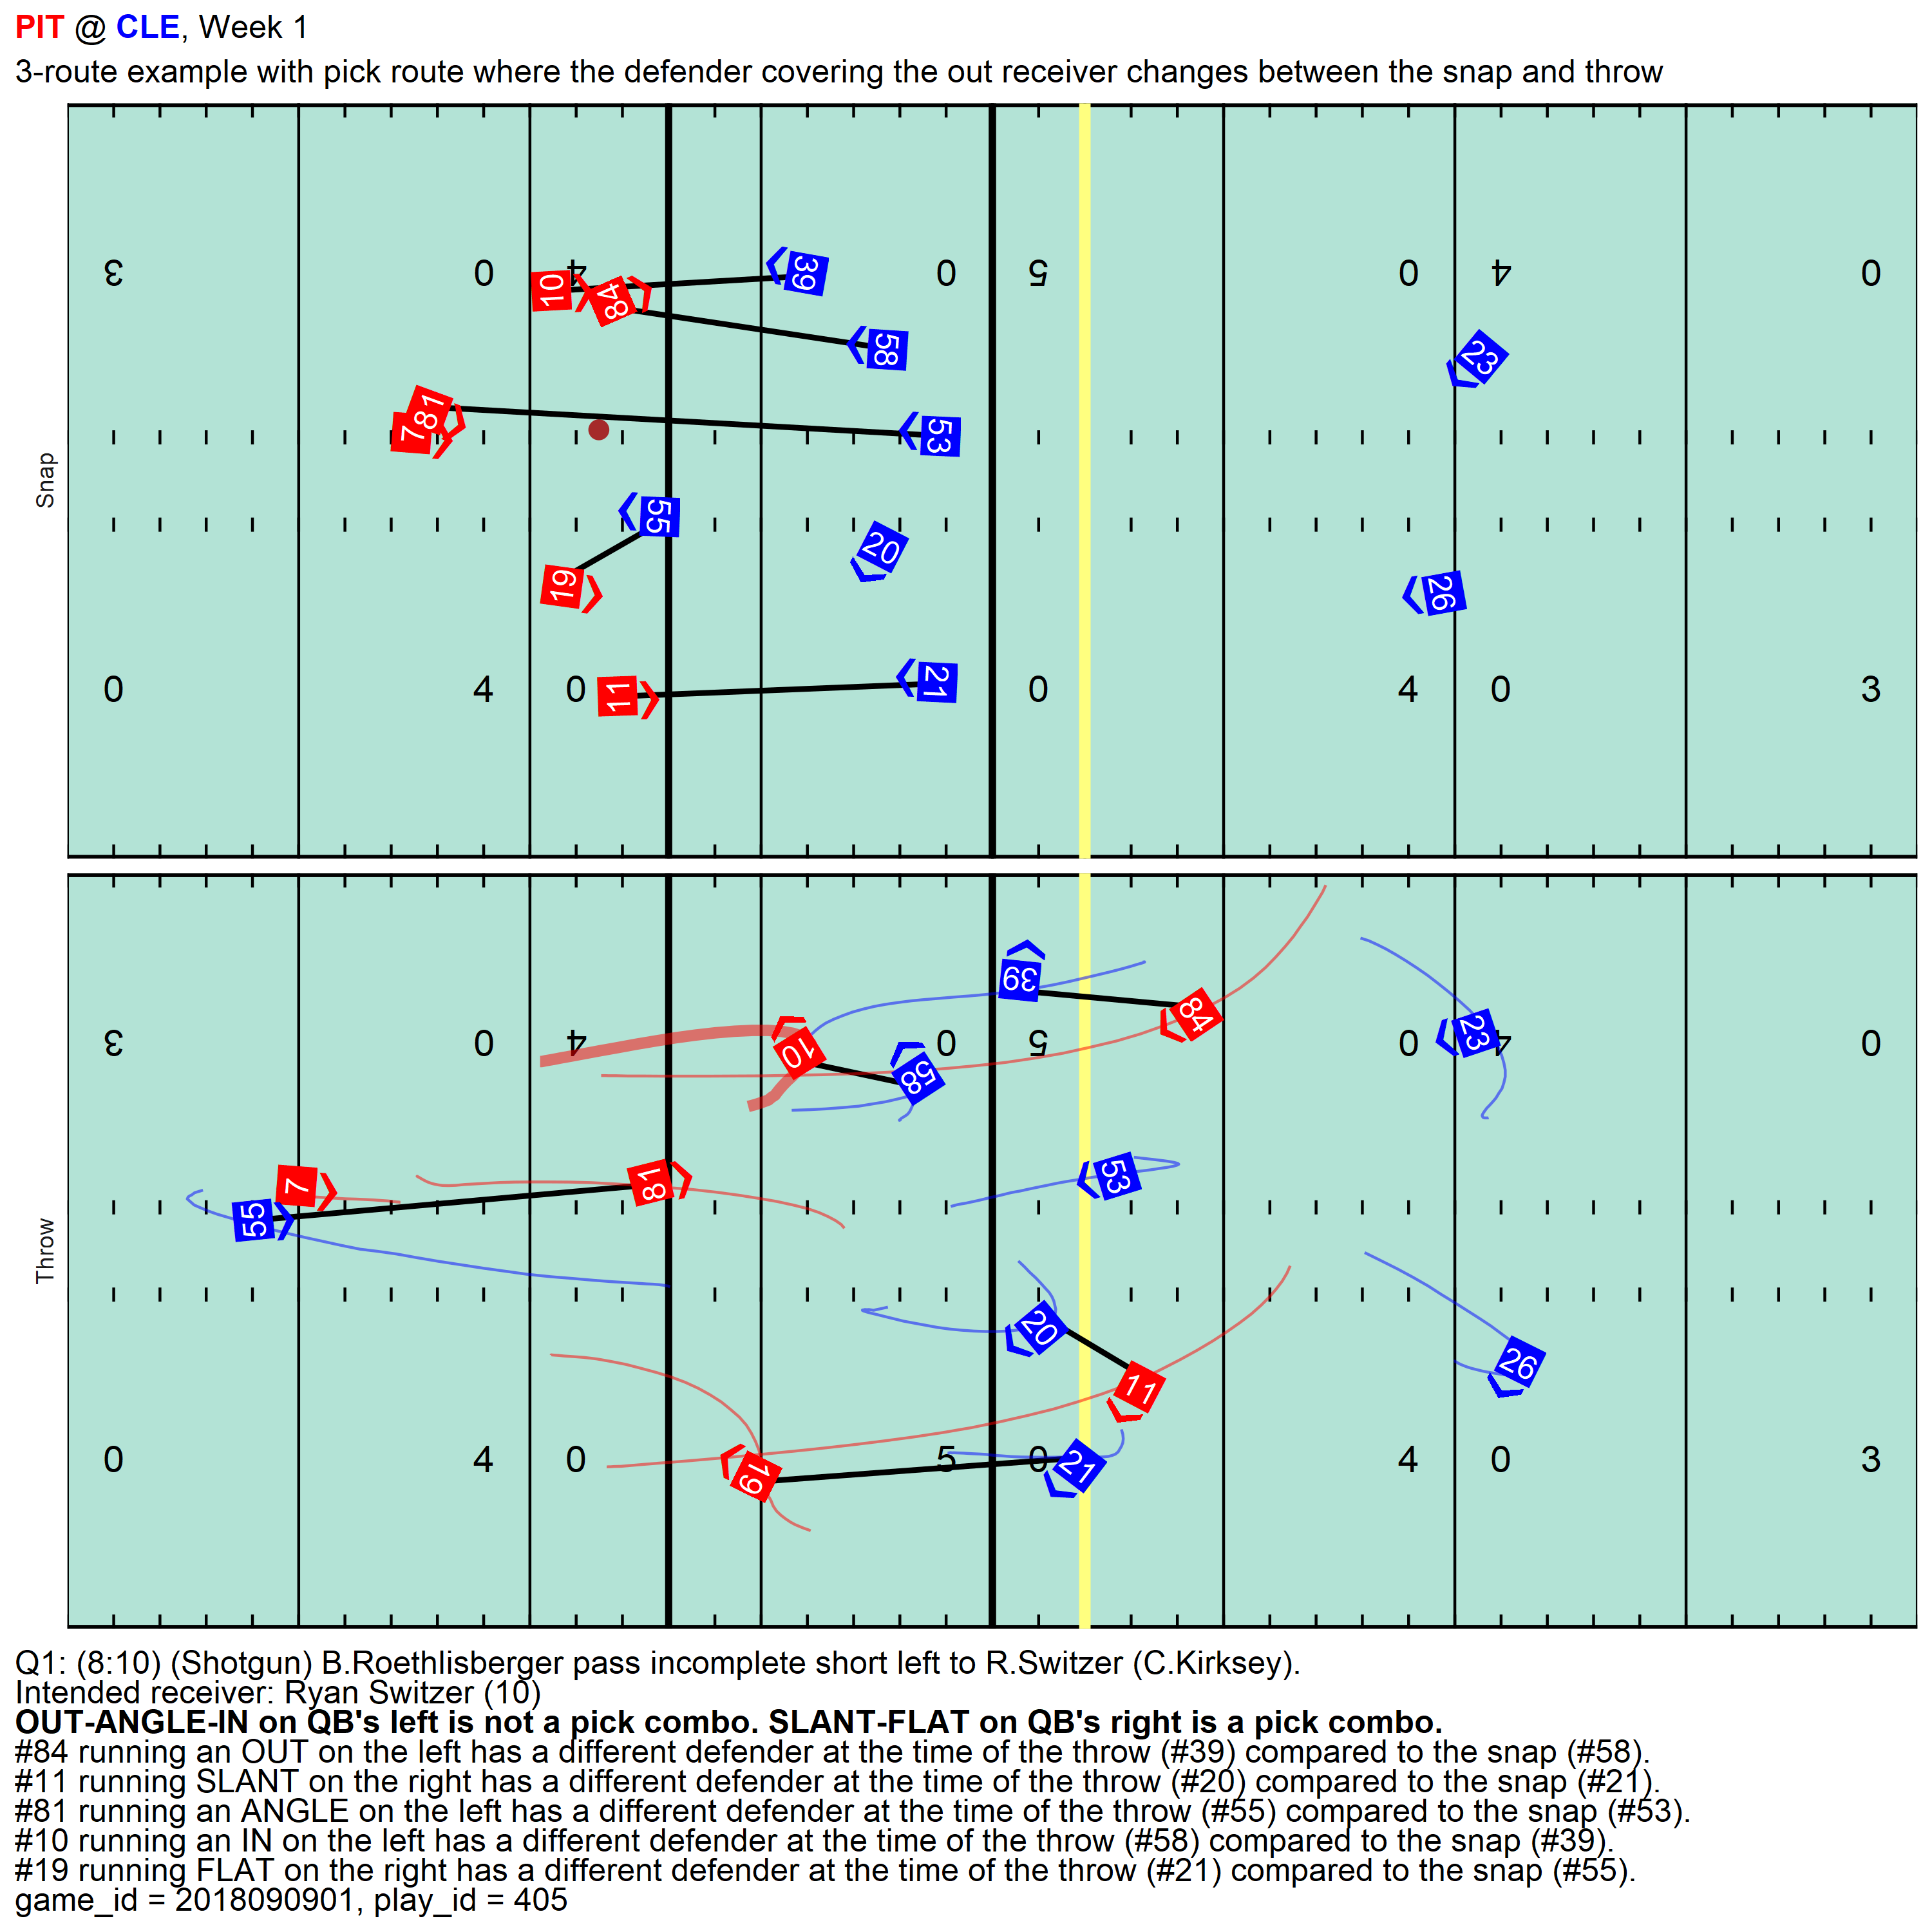 PIT @ CLE, Week 1
3-route example with pick route where the defender covering the out receiver changes between the snap and throw
3 0 4 0 5 0 4 0
10 84 39 58 23
7 81 53
Snap
55 20
19 26
11 21
0 4 0 0 4 0 3
39 84
3 0 4 10 58 0 5 0 23 4 0
7 81 53
55
Throw
20 26
11
0 4 0 19 5 0 21 4 0 3
Q1: (8:10) (Shotgun) B.Roethlisberger pass incomplete short left to R.Switzer (C.Kirksey).
Intended receiver: Ryan Switzer (10)
OUT-ANGLE-IN on QB's left is not a pick combo. SLANT-FLAT on QB's right is a pick combo.
#84 running an OUT on the left has a different defender at the time of the throw (#39) compared to the snap (#58).
#11 running SLANT on the right has a different defender at the time of the throw (#20) compared to the snap (#21).
#81 running an ANGLE on the left has a different defender at the time of the throw (#55) compared to the snap (#53).
#10 running an IN on the left has a different defender at the time of the throw (#58) compared to the snap (#39).
#19 running FLAT on the right has a different defender at the time of the throw (#21) compared to the snap (#55).
game_id = 2018090901, play_id = 405